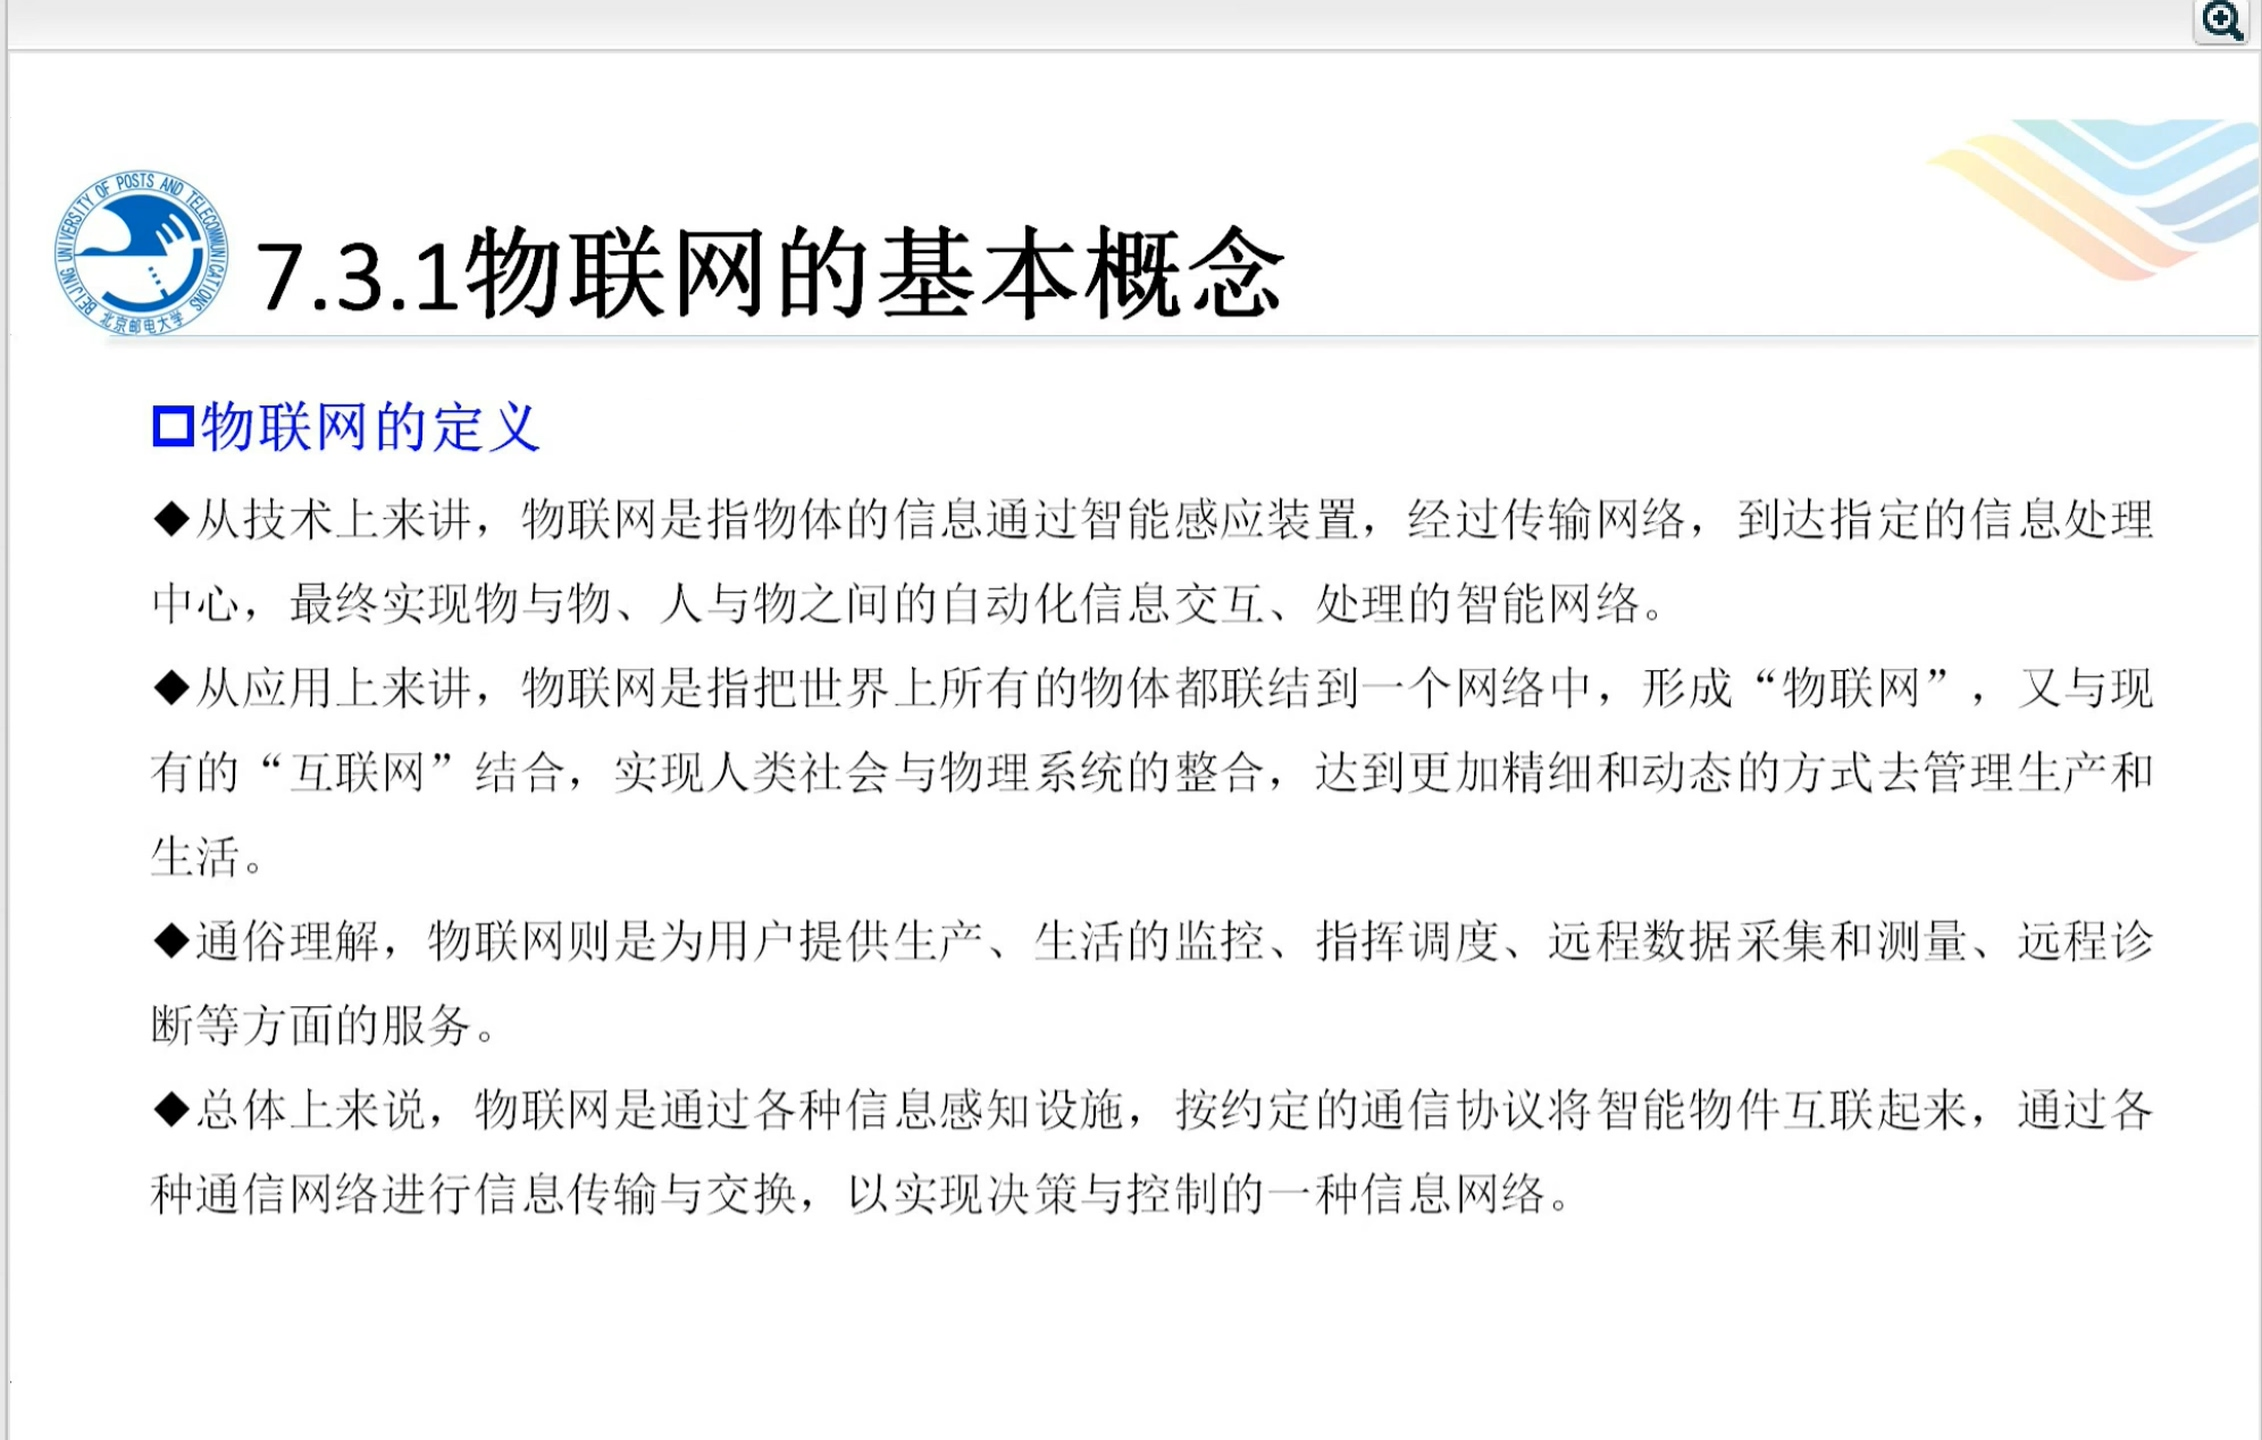 BEIJING UNIVERSITY OF POSTS AND TELECOMMUNICATIONS
北京邮电大学
7.3.1物联网的基本概念
物联网的定义
◆从技术上来讲，物联网是指物体的信息通过智能感应装置，经过传输网络，到达指定的信息处理
中心，最终实现物与物、人与物之间的自动化信息交互、处理的智能网络。
◆从应用上来讲，物联网是指把世界上所有的物体都联结到一个网络中，形成“物联网”，又与现
有的“互联网”结合，实现人类社会与物理系统的整合，达到更加精细和动态的方式去管理生产和
生活。
◆通俗理解，物联网则是为用户提供生产、生活的监控、指挥调度、远程数据采集和测量、远程诊
断等方面的服务。
◆总体上来说，物联网是通过各种信息感知设施，按约定的通信协议将智能物件互联起来，通过各
种通信网络进行信息传输与交换，以实现决策与控制的一种信息网络。